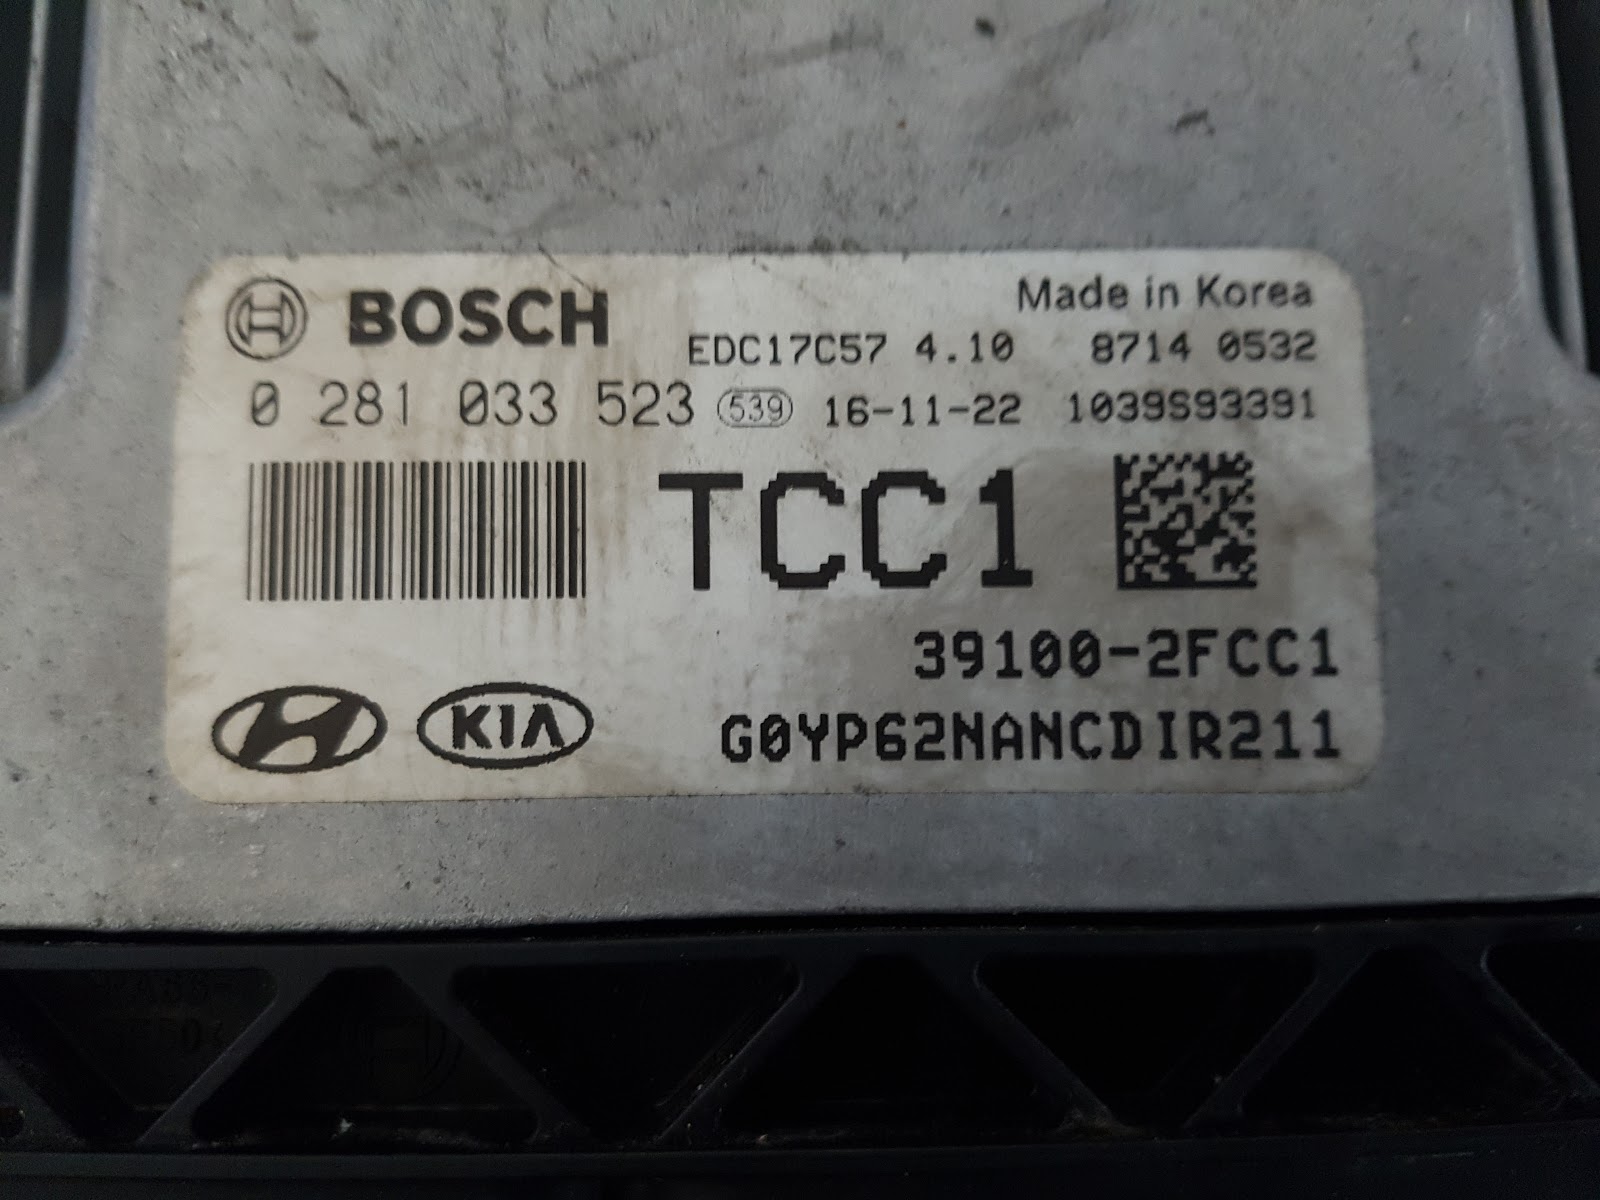 BOSCH
Made in Korea
EDC17C57 4.10 8714 0532
0 281 033 523 539 16-11-22 1039S93391
TCC1
39100-2FCC1
KIA
G0YP62NANCDIR211